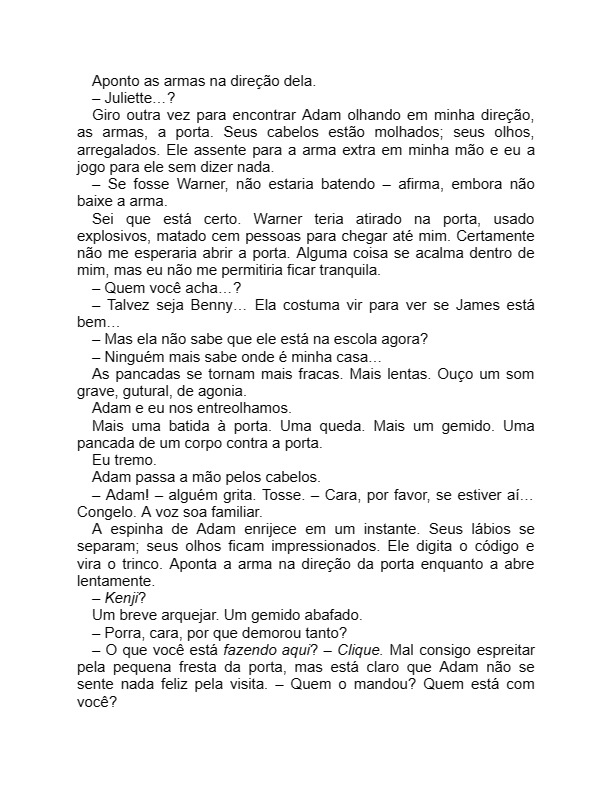 Aponto as armas na direção dela.
– Juliette…?
Giro outra vez para encontrar Adam olhando em minha direção,
as armas, a porta. Seus cabelos estão molhados; seus olhos,
arregalados. Ele assente para a arma extra em minha mão e eu a
jogo para ele sem dizer nada.
– Se fosse Warner, não estaria batendo – afirma, embora não
baixe a arma.
Sei que está certo. Warner teria atirado na porta, usado
explosivos, matado cem pessoas para chegar até mim. Certamente
não me esperaria abrir a porta. Alguma coisa se acalma dentro de
mim, mas eu não me permitiria ficar tranquila.
– Quem você acha…?
– Talvez seja Benny… Ela costuma vir para ver se James está
bem…
– Mas ela não sabe que ele está na escola agora?
– Ninguém mais sabe onde é minha casa…
As pancadas se tornam mais fracas. Mais lentas. Ouço um som
grave, gutural, de agonia.
Adam e eu nos entreolhamos.
Mais uma batida à porta. Uma queda. Mais um gemido. Uma
pancada de um corpo contra a porta.
Eu tremo.
Adam passa a mão pelos cabelos.
– Adam! – alguém grita. Tosse. – Cara, por favor, se estiver aí…
Congelo. A voz soa familiar.
A espinha de Adam enrijece em um instante. Seus lábios se
separam; seus olhos ficam impressionados. Ele digita o código e
vira o trinco. Aponta a arma na direção da porta enquanto a abre
lentamente.
– Kenji?
Um breve arquejar. Um gemido abafado.
– Porra, cara, por que demorou tanto?
– O que você está fazendo aqui? – Clique. Mal consigo espreitar
pela pequena fresta da porta, mas está claro que Adam não se
sente nada feliz pela visita. – Quem o mandou? Quem está com
você?